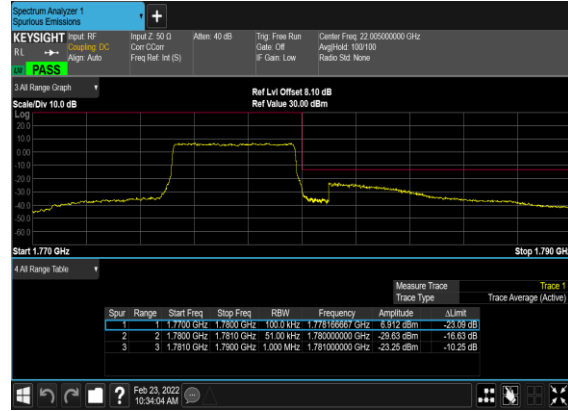 Spectrum Analyzer 1
Spurious Emissions
+
KEYSIGHT Input: RF Input Z: 50 Ω Atten: 40 dB Trig: Free Run Center Freq: 22.005000000 GHz
RL Coupling: DC Corr CCorr Gate: Off Avg|Hold: 100/100
Align: Auto Freq Ref: Int (S) IF Gain: Low Radio Std: None
PASS
3 All Range Graph
Ref Lvl Offset 8.10 dB
Scale/Div 10.0 dB Ref Value 30.00 dBm
Log
20.0
10.0
0.00
-10.0
-20.0
-30.0
-40.0
-50.0
-60.0
Start 1.770 GHz Stop 1.790 GHz
4 All Range Table
Measure Trace Trace 1
Trace Type Trace Average (Active)
Spur Range Start Freq Stop Freq RBW Frequency Amplitude ΔLimit
1 1 1.7700 GHz 1.7800 GHz 100.0 kHz 1.778166667 GHz 6.912 dBm -23.09 dB
2 2 1.7800 GHz 1.7810 GHz 51.00 kHz 1.780000000 GHz -29.63 dBm -16.63 dB
3 3 1.7810 GHz 1.7900 GHz 1.000 MHz 1.781000000 GHz -23.25 dBm -10.25 dB
? Feb 23, 2022
10:34:04 AM